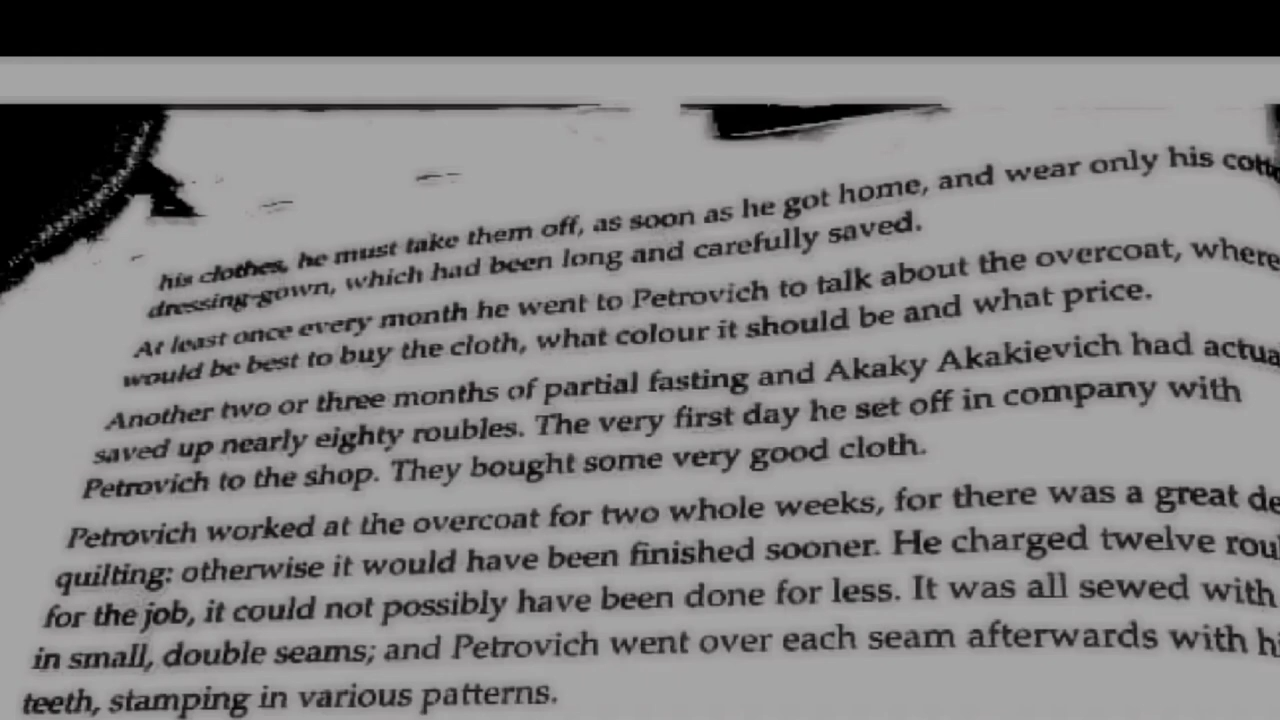 his clothes, he must take them off, as soon as he got home, and wear only his
dressing-gown, which had been long and carefully saved.
At least once every month he went to Petrovich to talk about the overcoat, where
would be best to buy the cloth, what colour it should be and what price.
Another two or three months of partial fasting and Akaky Akakievich had
saved up nearly eighty roubles. The very first day he set off in company with
Petrovich to the shop. They bought some very good cloth.
Petrovich worked at the overcoat for two whole weeks, for there was a great
quilting: otherwise it would have been finished sooner. He charged twelve
for the job, it could not possibly have been done for less. It was all sewed with
in small, double seams; and Petrovich went over each seam afterwards with
teeth, stamping in various patterns.